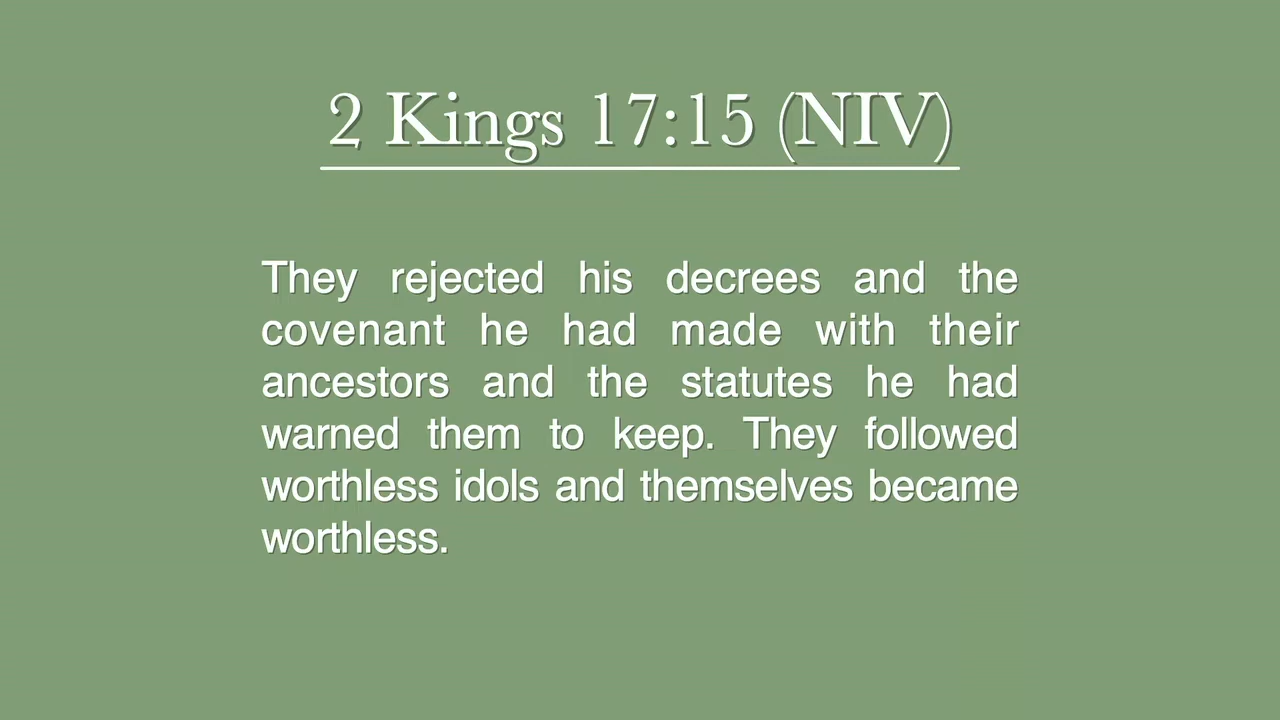 2 Kings 17:15 (NIV)
They rejected his decrees and the
covenant he had made with their
ancestors and the statutes he had
warned them to keep. They followed
worthless idols and themselves became
worthless.